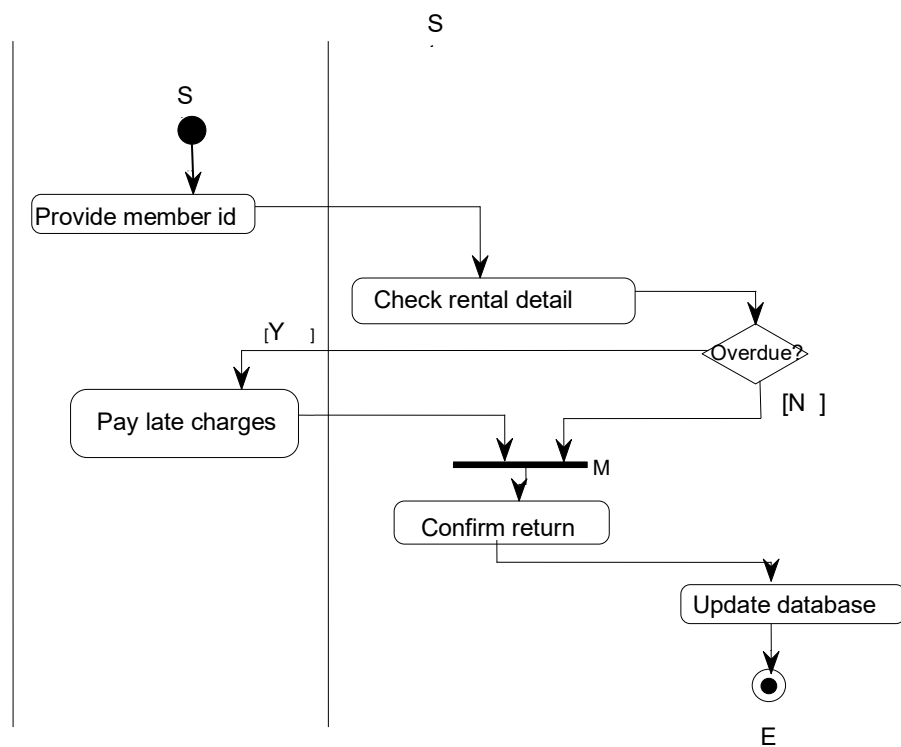 S
S
Provide member id
Check rental detail
[Y ]
Overdue?
Pay late charges
[N ]
M
Confirm return
Update database
E